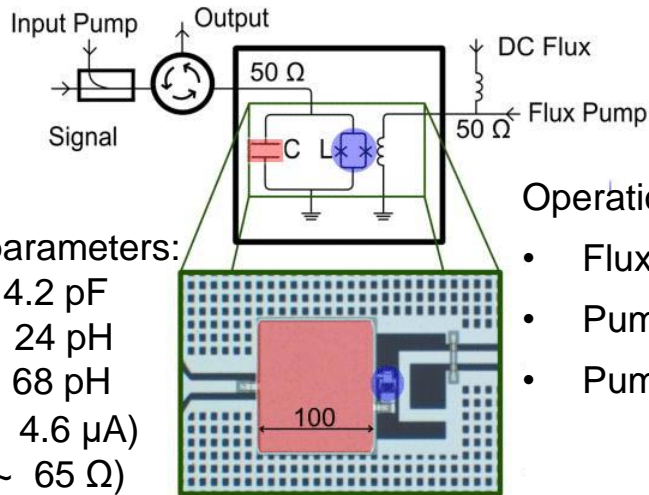 Input Pump
Output
DC Flux
50 Ω
Flux Pump
50 Ω
Signal
C
L
Operatio
parameters:
• Flux
4.2 pF
• Pum
24 pH
• Pum
68 pH
100
4.6 µA)
~ 65 Ω)